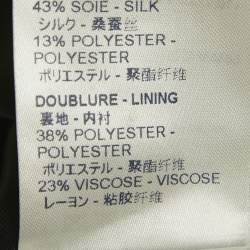 43% SOIE - SILK
シルク - 桑蚕丝
13% POLYESTER -
POLYESTER
ポリエステル - 聚酯纤维
DOUBLURE - LINING
裏地 - 内衬
38% POLYESTER -
POLYESTER
ポリエステル - 聚酯纤维
23% VISCOSE - VISCOSE
レーヨン - 粘胶纤维